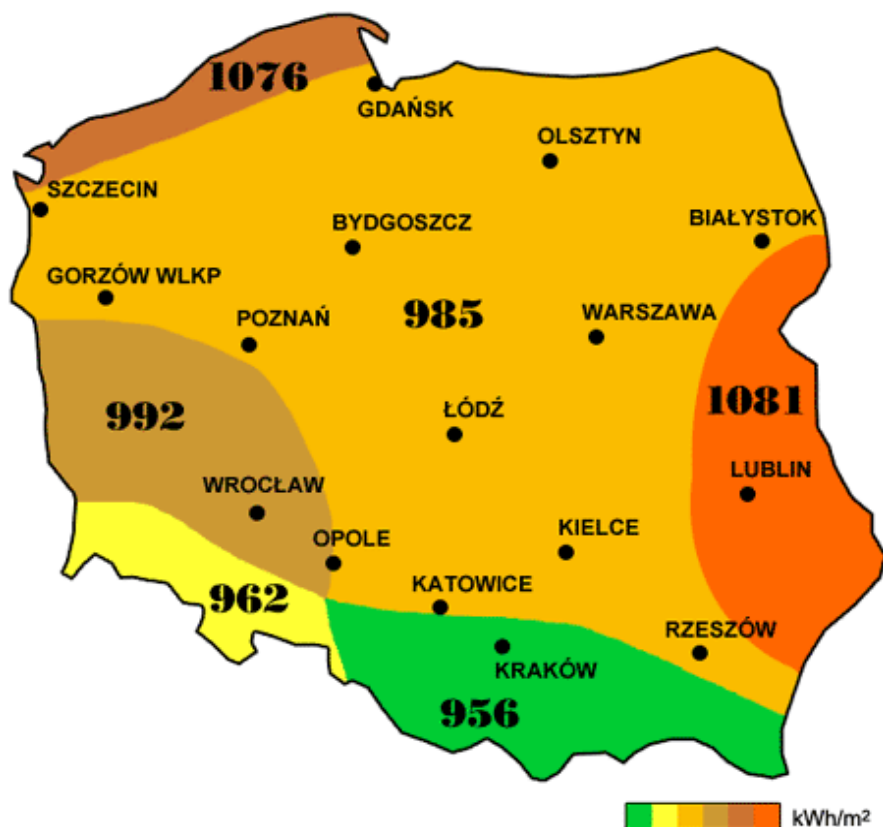 1076
GDAŃSK
OLSZTYN
SZCZECIN
BYDGOSZCZ
BIAŁYSTOK
GORZÓW WLKP
985
WARSZAWA
POZNAŃ
992
1081
ŁÓDŹ
LUBLIN
WROCŁAW
OPOLE
KIELCE
962
KATOWICE
RZESZÓW
KRAKÓW
956
kWh/m²